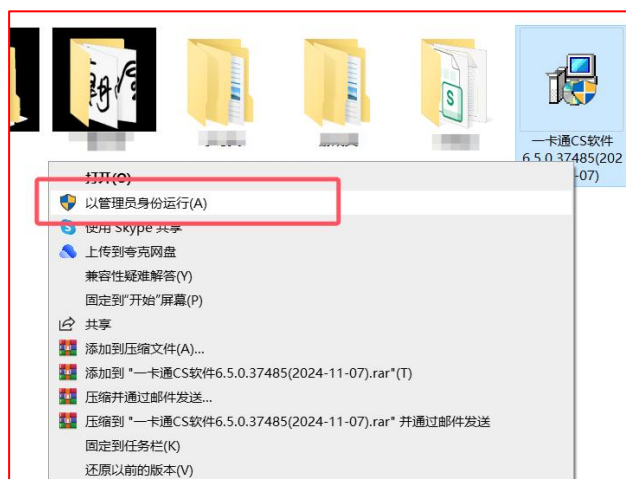 一卡通CS软件
6.5.0.37485(202
-07)
打开(O)
以管理员身份运行(A)
使用 Skype 共享
上传到夸克网盘
兼容性疑难解答(Y)
固定到"开始"屏幕(P)
共享
添加到压缩文件(A)...
添加到 "一卡通CS软件6.5.0.37485(2024-11-07).rar"(T)
压缩并通过邮件发送...
压缩到 "一卡通CS软件6.5.0.37485(2024-11-07).rar" 并通过邮件发送
固定到任务栏(K)
还原以前的版本(V)